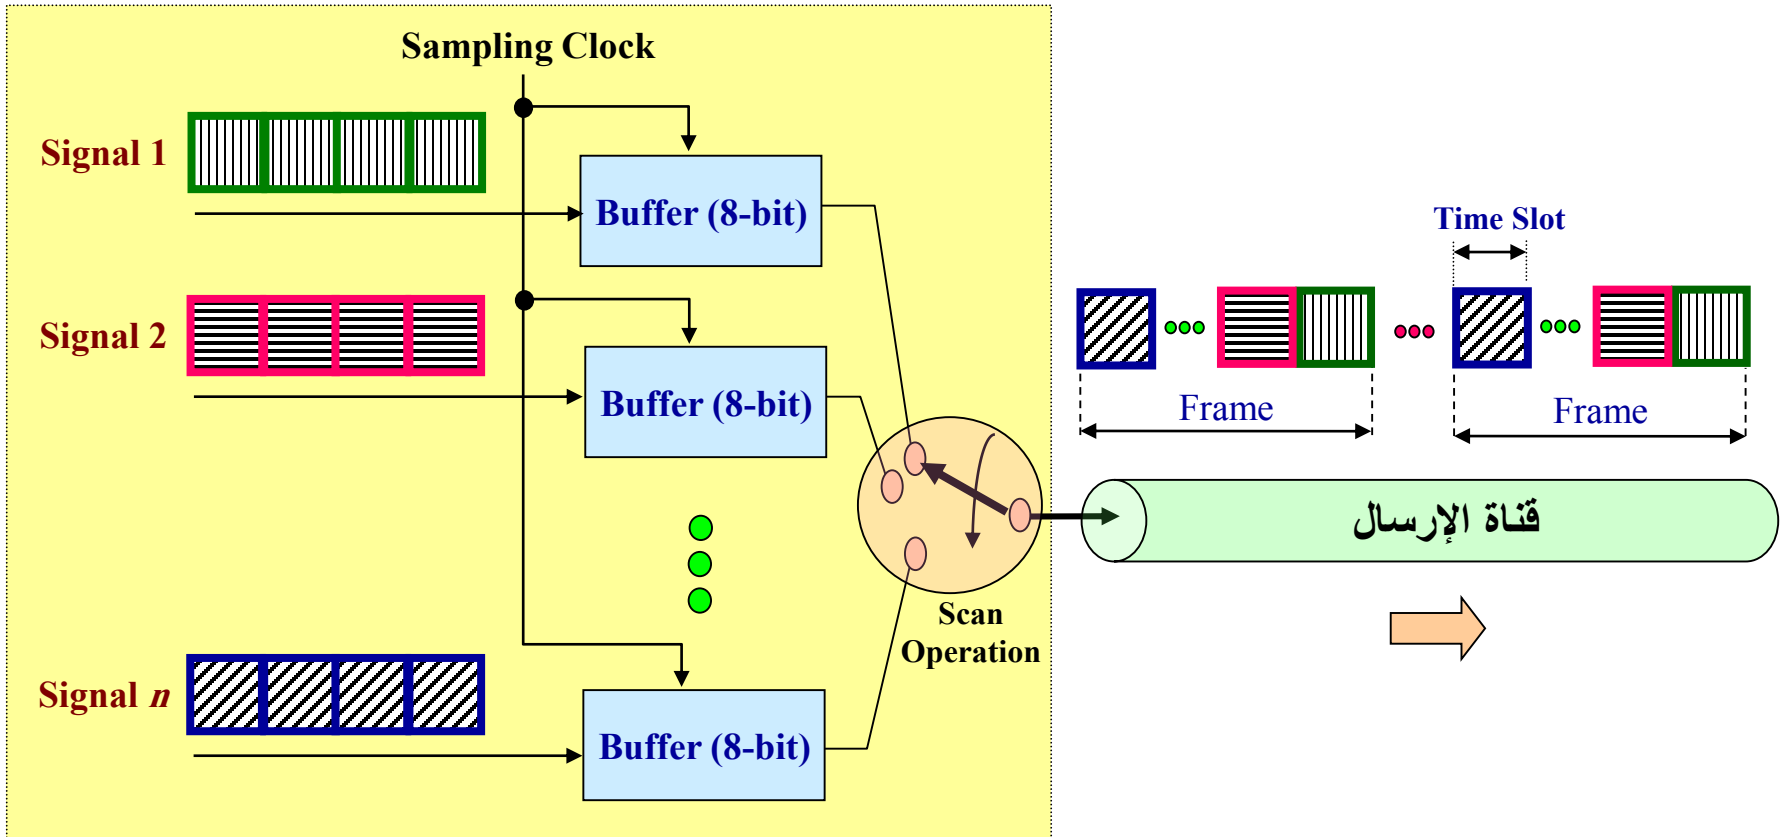 Sampling Clock
Signal 1
Buffer (8-bit)
Time Slot
Signal 2
Buffer (8-bit)
Frame
Frame
قناة الإرسال
Scan
Operation
Signal n
Buffer (8-bit)